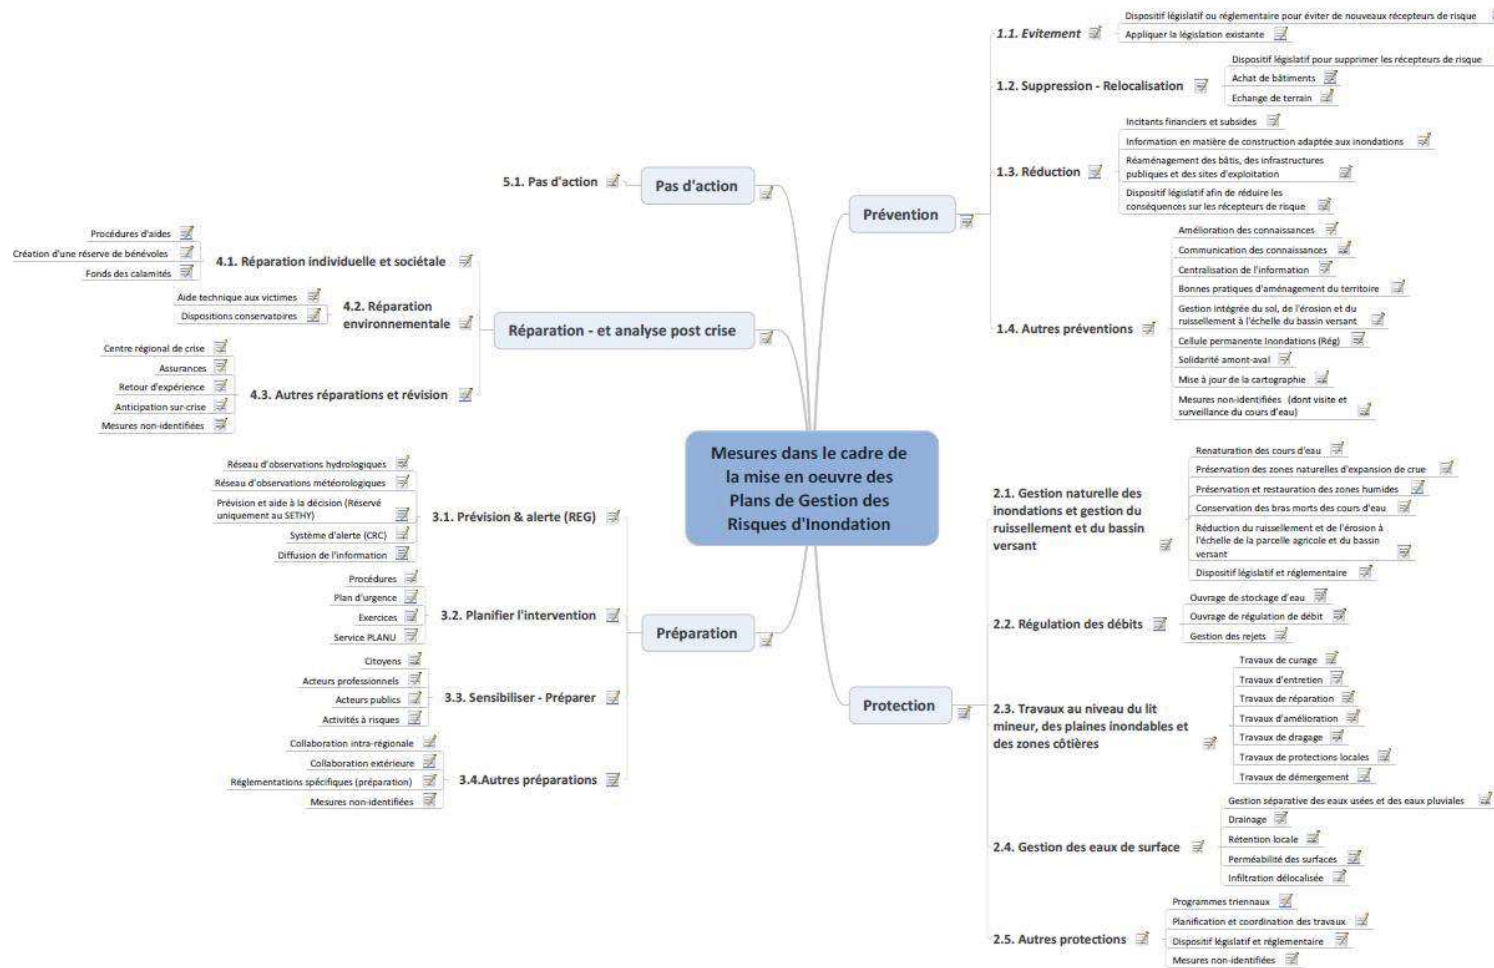 Mesures dans le cadre de
la mise en oeuvre des
Plans de Gestion des
Risques d'Inondation
Prévention
1.1. Evitement
Dispositif législatif ou réglementaire pour éviter de nouveaux récepteurs de risque
Appliquer la législation existante
1.2. Suppression - Relocalisation
Dispositif législatif pour supprimer les récepteurs de risque
Achat de bâtiments
Echange de terrain
1.3. Réduction
Incitants financiers et subsides
Information en matière de construction adaptée aux inondations
Réaménagement des bâtis, des infrastructures
publiques et des sites d'exploitation
Dispositif législatif afin de réduire les
conséquences sur les récepteurs de risque
1.4. Autres préventions
Amélioration des connaissances
Communication des connaissances
Centralisation de l'information
Bonnes pratiques d'aménagement du territoire
Gestion intégrée du sol, de l'érosion et du
ruissellement à l'échelle du bassin versant
Cellule permanente Inondations (Rég)
Solidarité amont-aval
Mise à jour de la cartographie
Mesures non-identifiées (dont visite et
surveillance du cours d'eau)
Protection
2.1. Gestion naturelle des
inondations et gestion du
ruissellement et du bassin
versant
Renaturation des cours d'eau
Préservation des zones naturelles d'expansion de crue
Préservation et restauration des zones humides
Conservation des bras morts des cours d'eau
Réduction du ruissellement et de l'érosion à
l'échelle de la parcelle agricole et du bassin
versant
Dispositif législatif et réglementaire
2.2. Régulation des débits
Ouvrage de stockage d'eau
Ouvrage de régulation de débit
Gestion des rejets
2.3. Travaux au niveau du lit
mineur, des plaines inondables et
des zones côtières
Travaux de curage
Travaux d'entretien
Travaux de réparation
Travaux d'amélioration
Travaux de dragage
Travaux de protections locales
Travaux de démergement
2.4. Gestion des eaux de surface
Gestion séparative des eaux usées et des eaux pluviales
Drainage
Rétention locale
Perméabilité des surfaces
Infiltration délocalisée
2.5. Autres protections
Programmes triennaux
Planification et coordination des travaux
Dispositif législatif et réglementaire
Mesures non-identifiées
Préparation
3.1. Prévision & alerte (REG)
Réseau d'observations hydrologiques
Réseau d'observations météorologiques
Prévision et aide à la décision (Réservé
uniquement au SETHY)
Système d'alerte (CRC)
Diffusion de l'information
3.2. Planifier l'intervention
Procédures
Plan d'urgence
Exercices
Service PLANU
3.3. Sensibiliser - Préparer
Citoyens
Acteurs professionnels
Acteurs publics
Activités à risques
3.4.Autres préparations
Collaboration intra-régionale
Collaboration extérieure
Réglementations spécifiques (préparation)
Mesures non-identifiées
Réparation - et analyse post crise
4.1. Réparation individuelle et sociétale
Procédures d'aides
Création d'une réserve de bénévoles
Fonds des calamités
4.2. Réparation
environnementale
Aide technique aux victimes
Dispositions conservatoires
4.3. Autres réparations et révision
Centre régional de crise
Assurances
Retour d'expérience
Anticipation sur-crise
Mesures non-identifiées
Pas d'action
5.1. Pas d'action